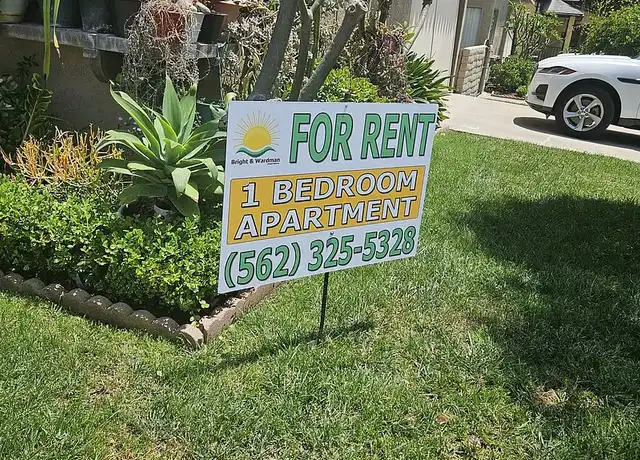 FOR RENT
Bright & Wardman
1 BEDROOM
APARTMENT
(562) 325-5328